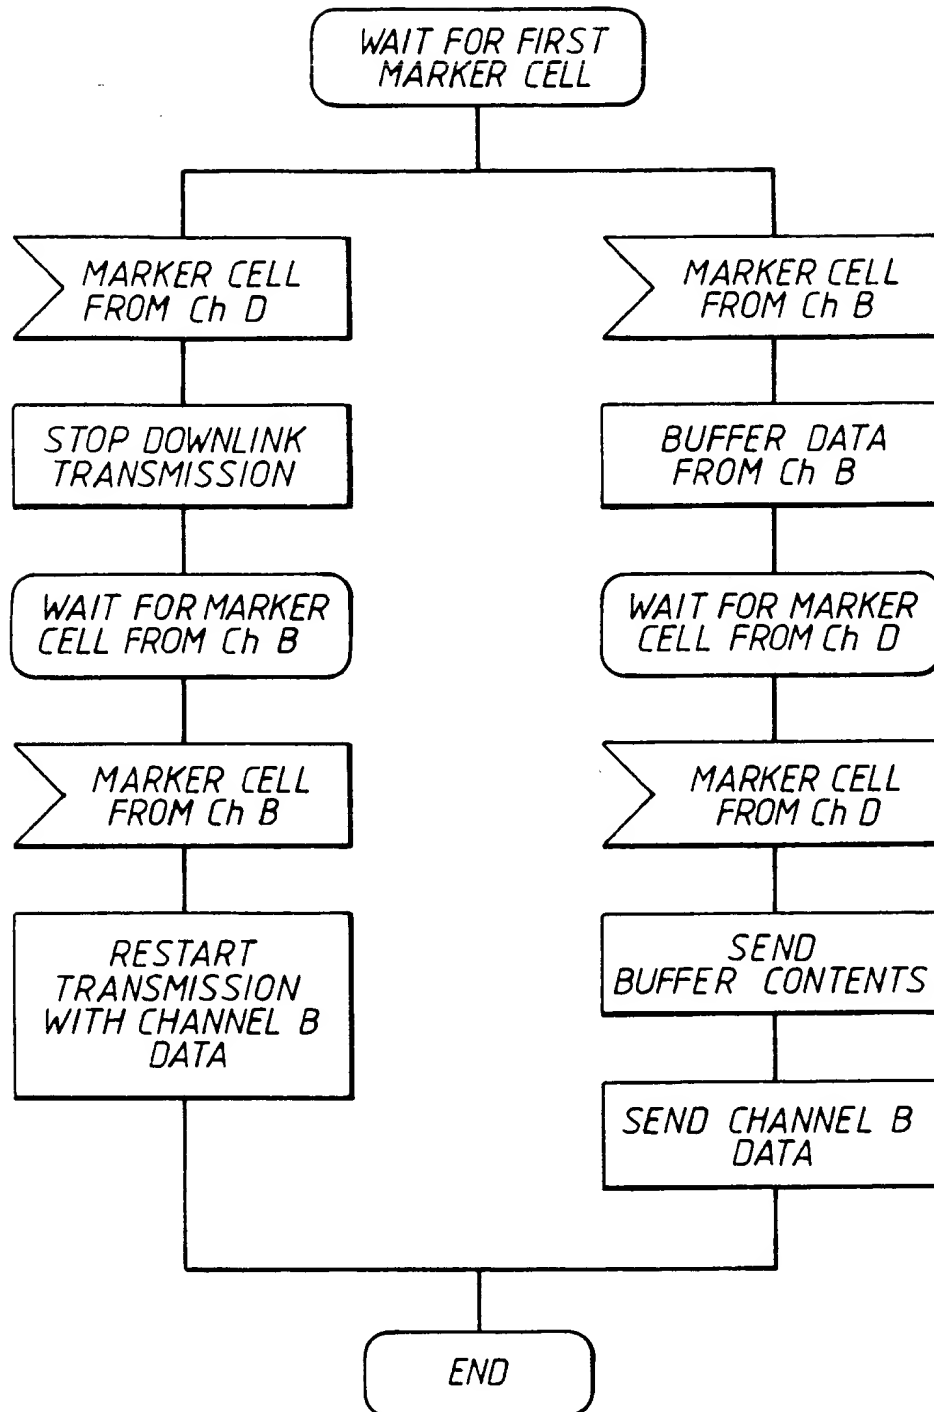 WAIT FOR FIRST
MARKER CELL
MARKER CELL
FROM Ch D
STOP DOWNLINK
TRANSMISSION
WAIT FOR MARKER
CELL FROM Ch B
MARKER CELL
FROM Ch B
RESTART
TRANSMISSION
WITH CHANNEL B
DATA
MARKER CELL
FROM Ch B
BUFFER DATA
FROM Ch B
WAIT FOR MARKER
CELL FROM Ch D
MARKER CELL
FROM Ch D
SEND
BUFFER CONTENTS
SEND CHANNEL B
DATA
END